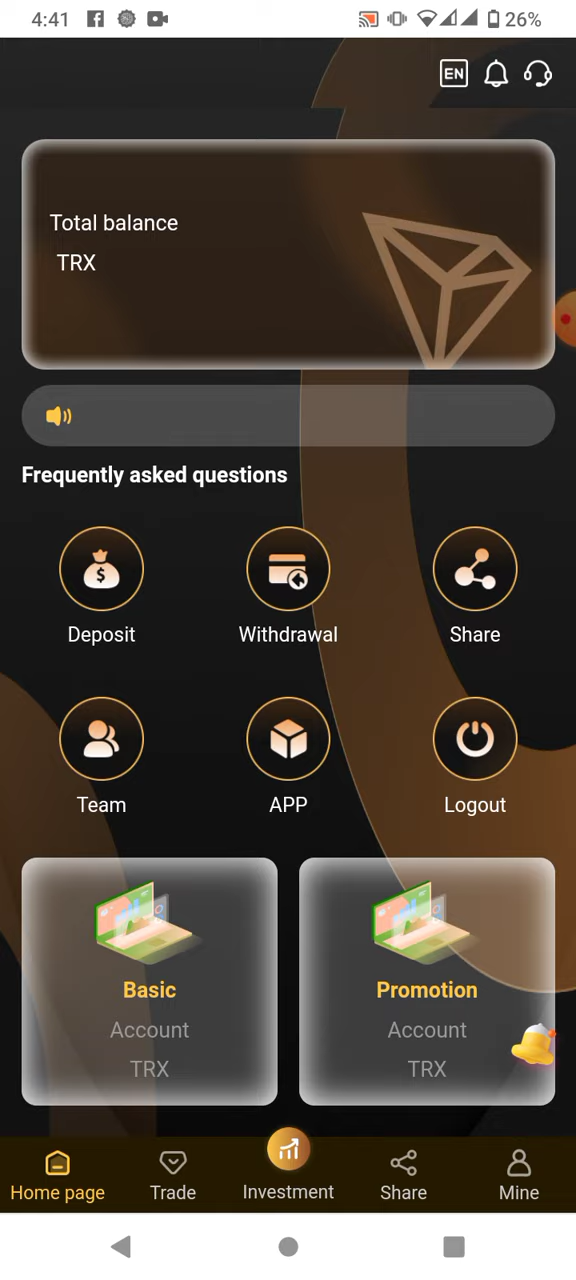 4:41
26%
EN
Total balance
TRX
Frequently asked questions
Deposit
Withdrawal
Share
Team
APP
Logout
Basic
Account
TRX
Promotion
Account
TRX
Home page
Trade
Investment
Share
Mine